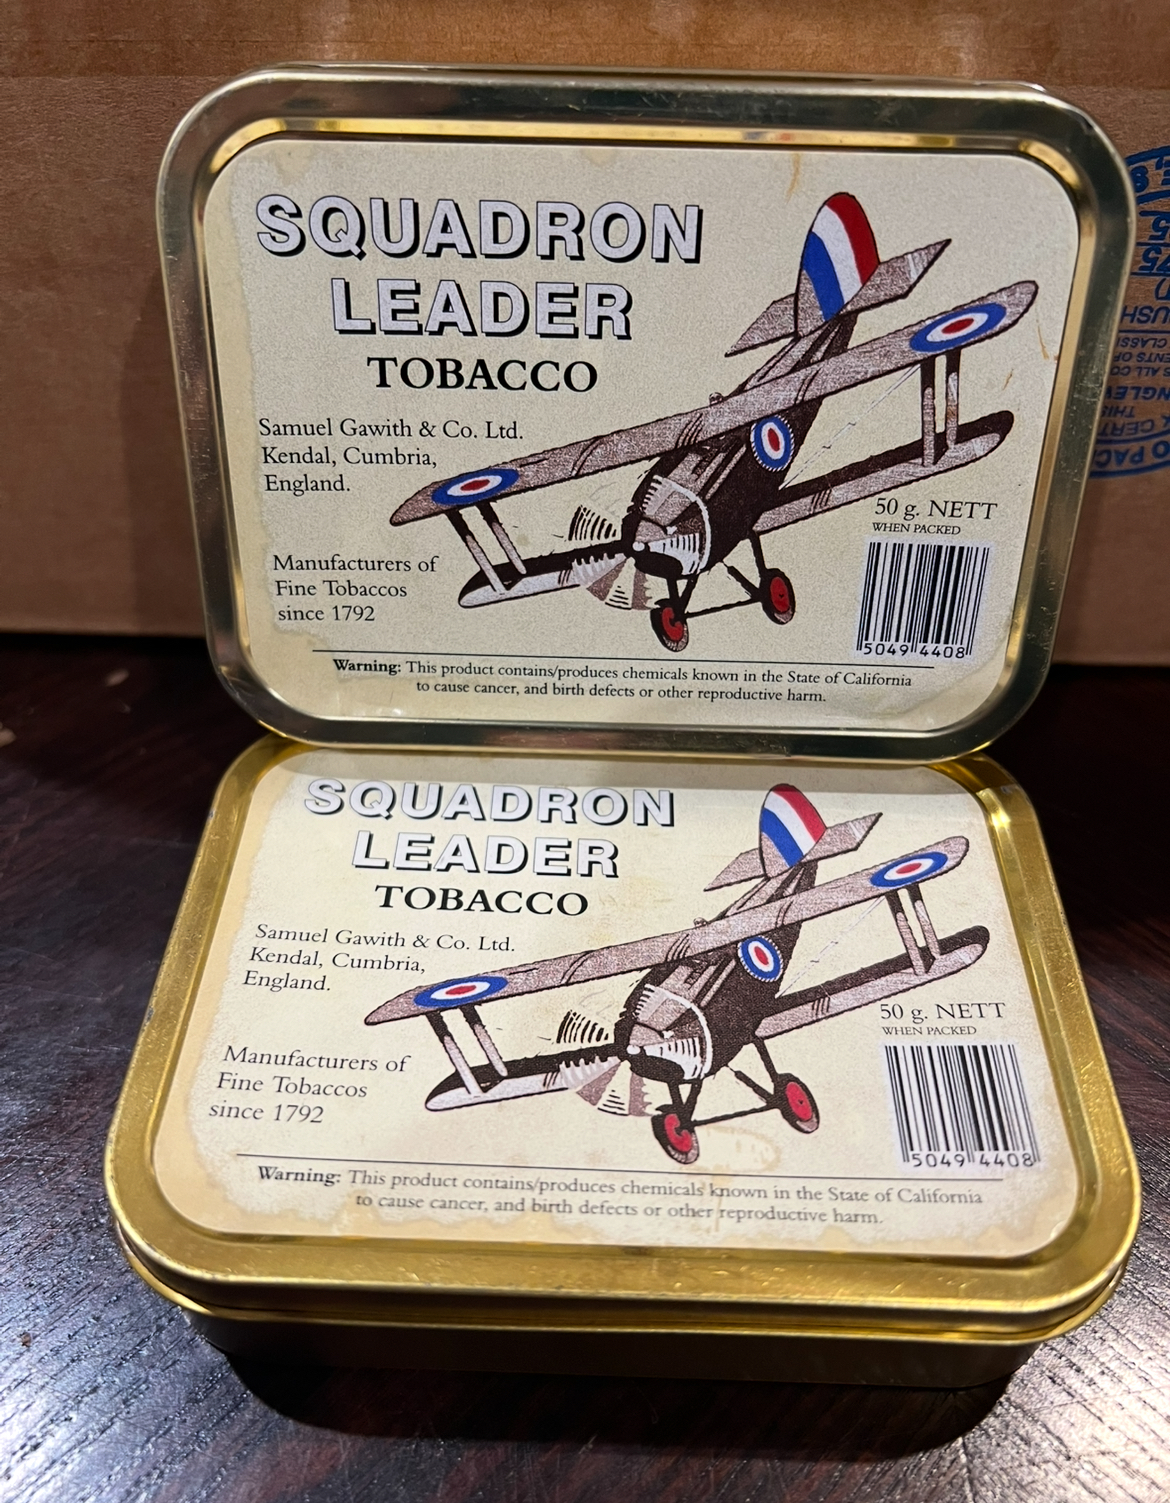 SQUADRON
LEADER
TOBACCO
Samuel Gawith & Co. Ltd.
Kendal, Cumbria,
England.
Manufacturers of
Fine Tobaccos
since 1792
50 g. NETT
WHEN PACKED
5049 4408
Warning: This product contains/produces chemicals known in the State of California
to cause cancer, and birth defects or other reproductive harm.
SQUADRON
LEADER
TOBACCO
Samuel Gawith & Co. Ltd.
Kendal, Cumbria,
England.
Manufacturers of
Fine Tobaccos
since 1792
50 g. NETT
WHEN PACKED
5049 4408
Warning: This product contains/produces chemicals known in the State of California
to cause cancer, and birth defects or other reproductive harm.